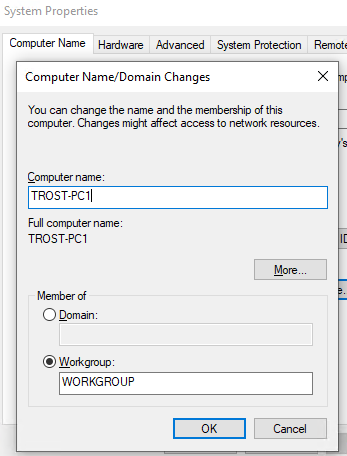 System Properties
Computer Name
Hardware
Advanced
System Protection
Remote
Computer Name/Domain Changes
You can change the name and the membership of this
computer. Changes might affect access to network resources.
Computer name:
TROST-PC1
Full computer name:
TROST-PC1
More...
Member of
Domain:
Workgroup:
WORKGROUP
OK
Cancel